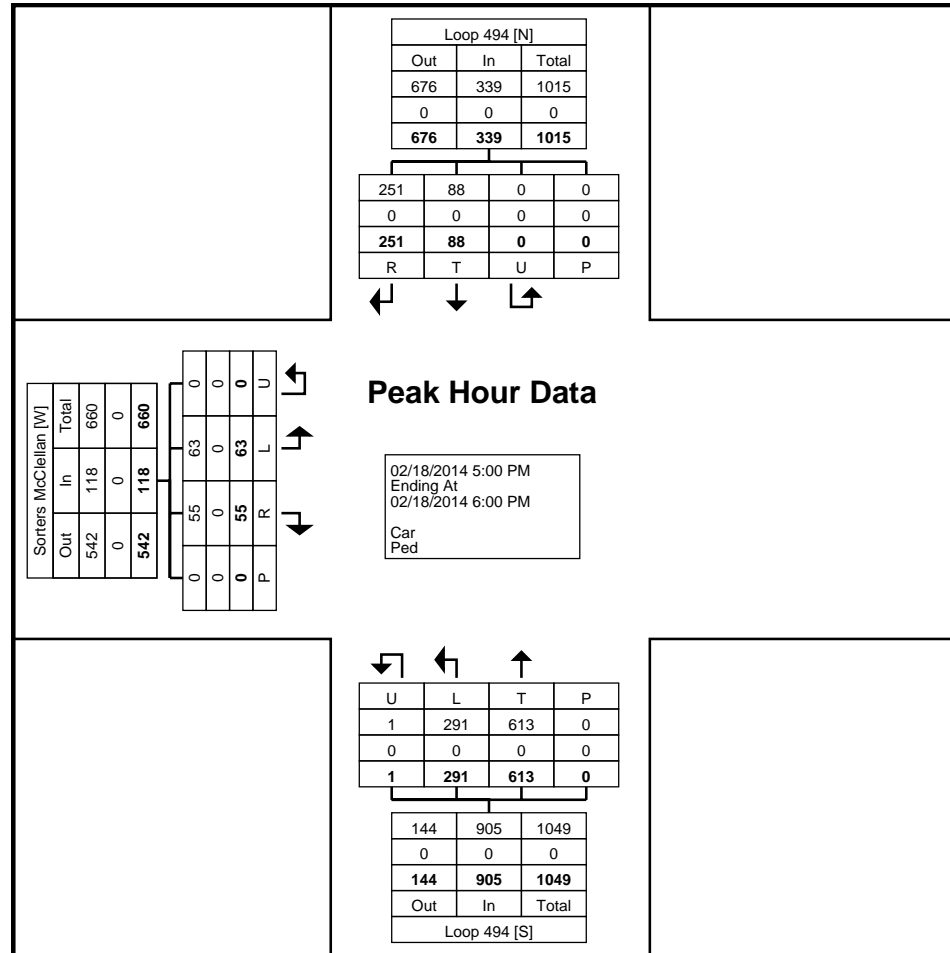 Loop 494 [N]
Out In Total
676 339 1015
0 0 0
676 339 1015
251 88 0 0
0 0 0 0
251 88 0 0
R T U P
Peak Hour Data
02/18/2014 5:00 PM
Ending At
02/18/2014 6:00 PM
Car
Ped
Sorters McClellan [W]
Out In Total
542 118 660
0 0 0
542 118 660
0 55 63 0
0 0 0 0
0 55 63 0
P R L U
U L T P
1 291 613 0
0 0 0 0
1 291 613 0
144 905 1049
0 0 0
144 905 1049
Out In Total
Loop 494 [S]